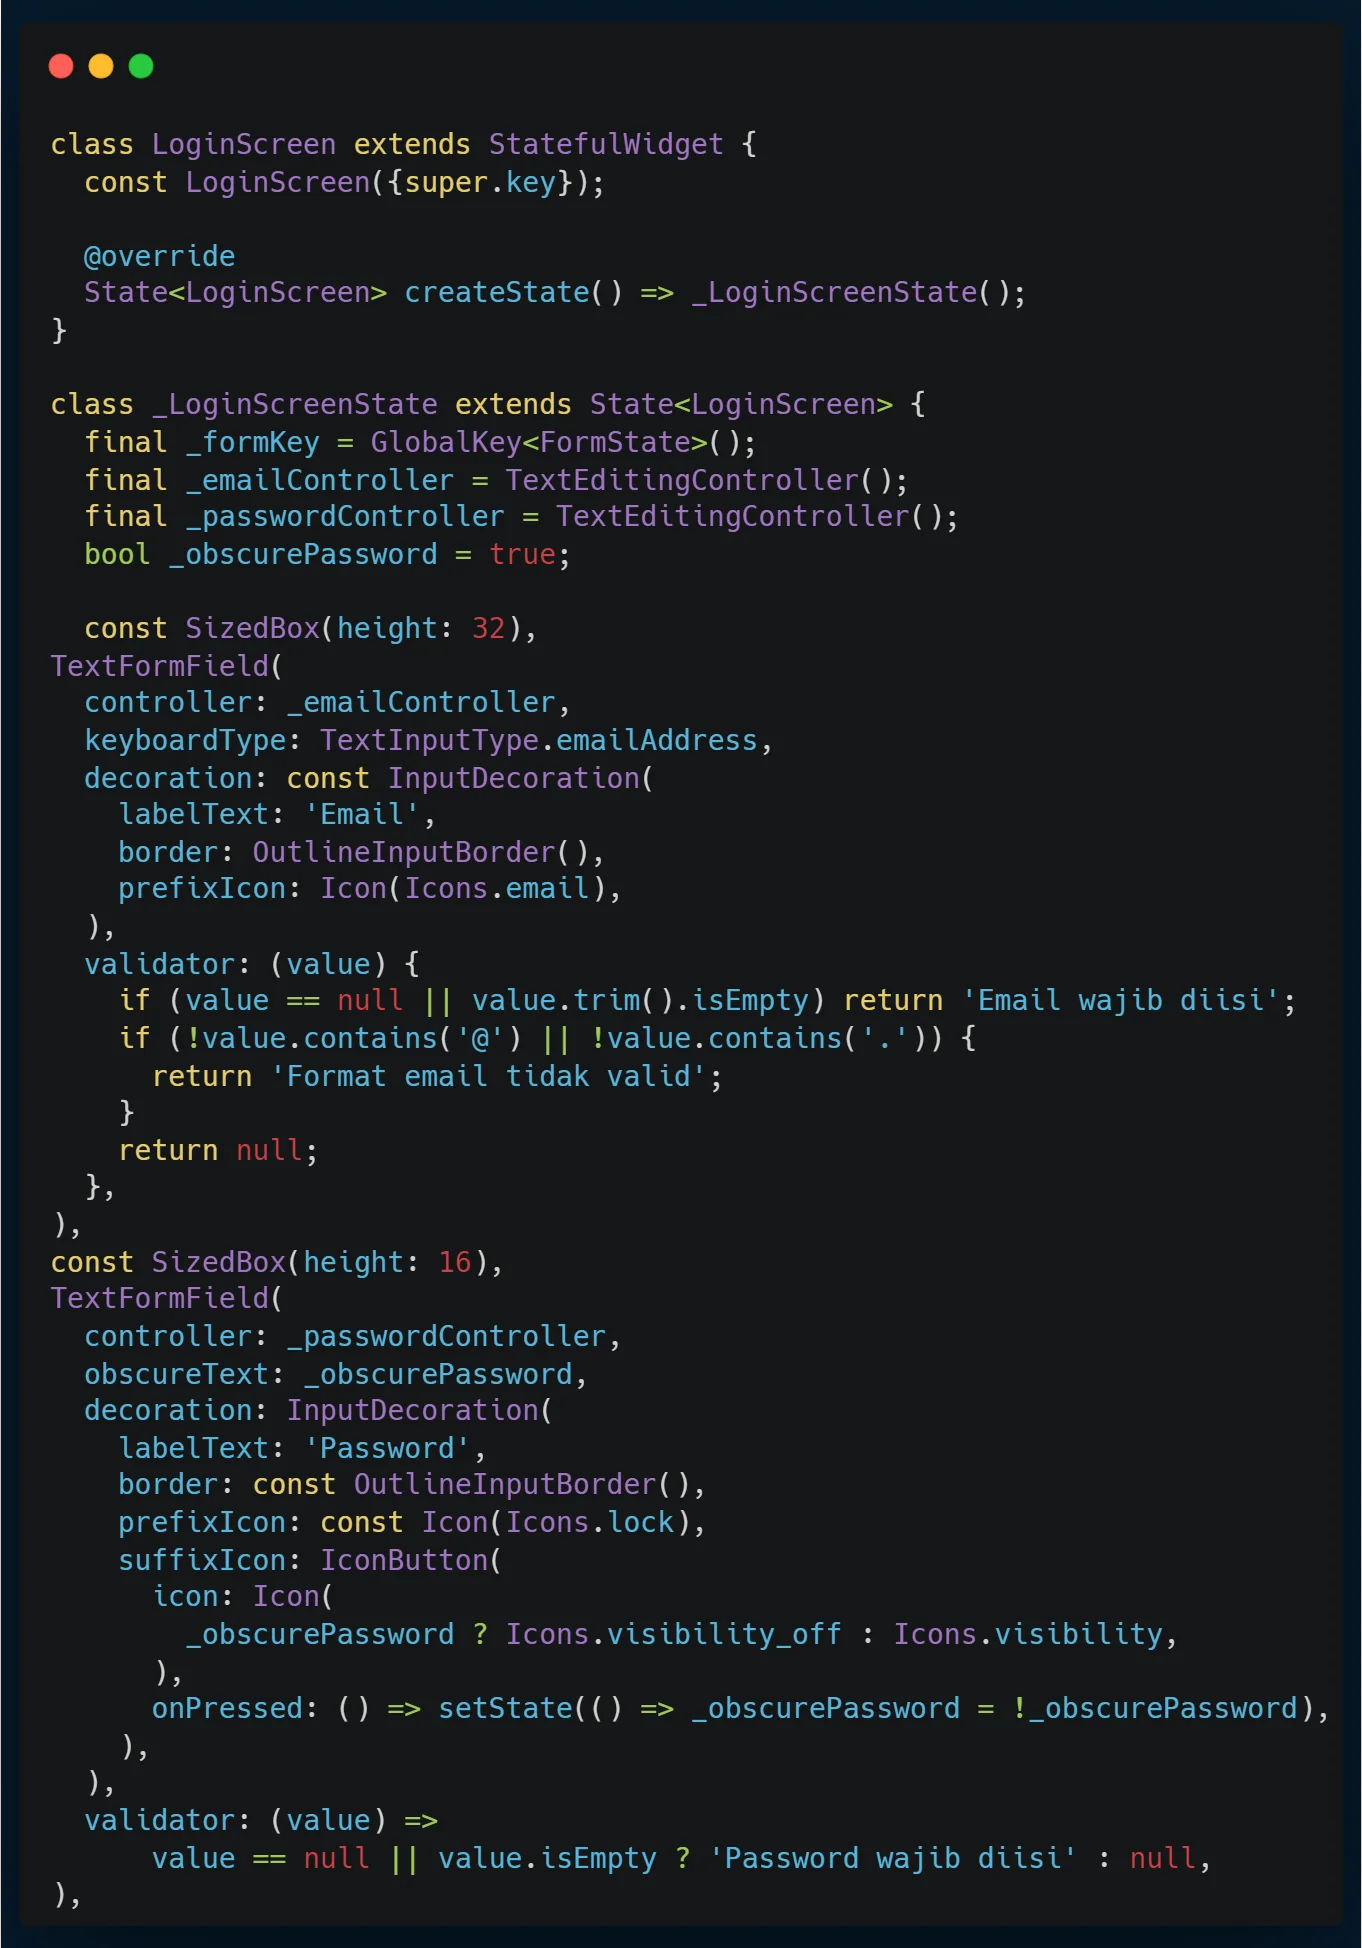 class LoginScreen extends StatefulWidget {
  const LoginScreen({super.key});

  @override
  State<LoginScreen> createState() => _LoginScreenState();
}

class _LoginScreenState extends State<LoginScreen> {
  final _formKey = GlobalKey<FormState>();
  final _emailController = TextEditingController();
  final _passwordController = TextEditingController();
  bool _obscurePassword = true;

  const SizedBox(height: 32),
TextFormField(
  controller: _emailController,
  keyboardType: TextInputType.emailAddress,
  decoration: const InputDecoration(
    labelText: 'Email',
    border: OutlineInputBorder(),
    prefixIcon: Icon(Icons.email),
  ),
  validator: (value) {
    if (value == null || value.trim().isEmpty) return 'Email wajib diisi';
    if (!value.contains('@') || !value.contains('.')) {
      return 'Format email tidak valid';
    }
    return null;
  },
),
const SizedBox(height: 16),
TextFormField(
  controller: _passwordController,
  obscureText: _obscurePassword,
  decoration: InputDecoration(
    labelText: 'Password',
    border: const OutlineInputBorder(),
    prefixIcon: const Icon(Icons.lock),
    suffixIcon: IconButton(
      icon: Icon(
        _obscurePassword ? Icons.visibility_off : Icons.visibility,
      ),
      onPressed: () => setState(() => _obscurePassword = !_obscurePassword),
    ),
  ),
  validator: (value) =>
      value == null || value.isEmpty ? 'Password wajib diisi' : null,
),